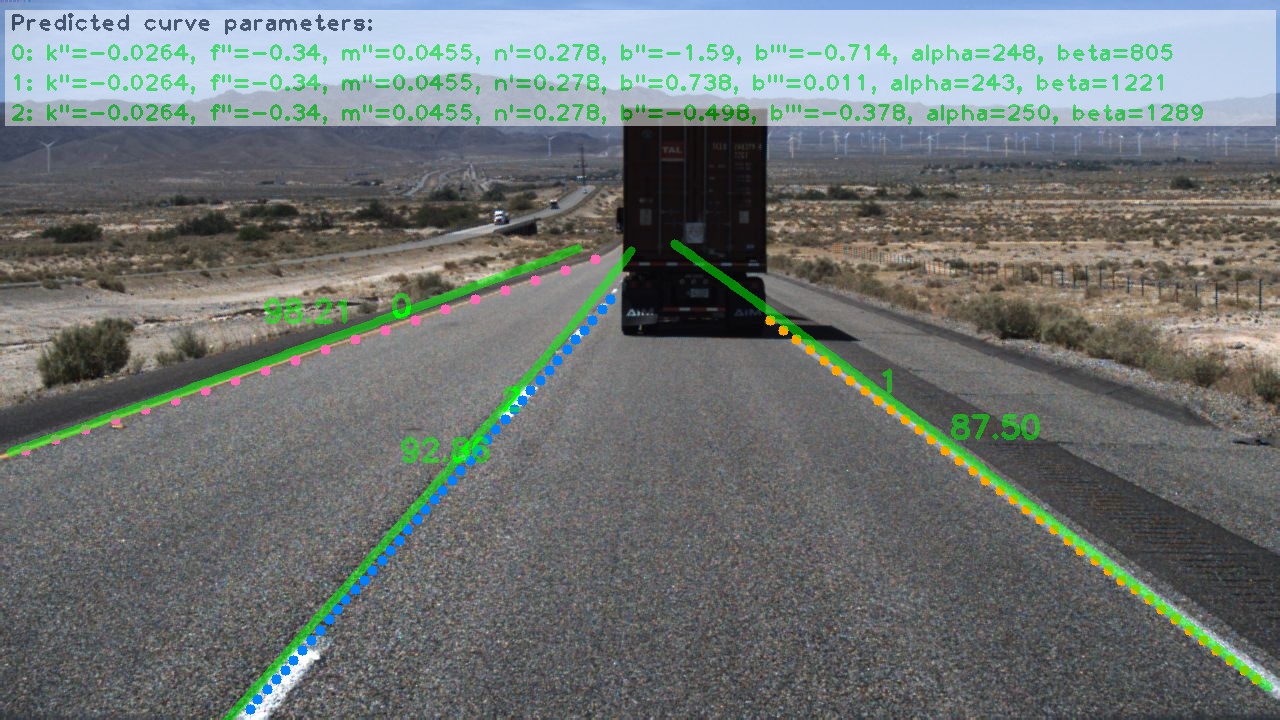 Predicted curve parameters:
0: k''=-0.0264, f''=-0.34, m''=0.0455, n'=0.278, b''=-1.59, b'''=-0.714, alpha=248, beta=805
1: k''=-0.0264, f''=-0.34, m''=0.0455, n'=0.278, b''=0.738, b'''=0.011, alpha=243, beta=1221
2: k''=-0.0264, f''=-0.34, m''=0.0455, n'=0.278, b''=-0.498, b'''=-0.378, alpha=250, beta=1289
TAL
98.21
0
1
87.50